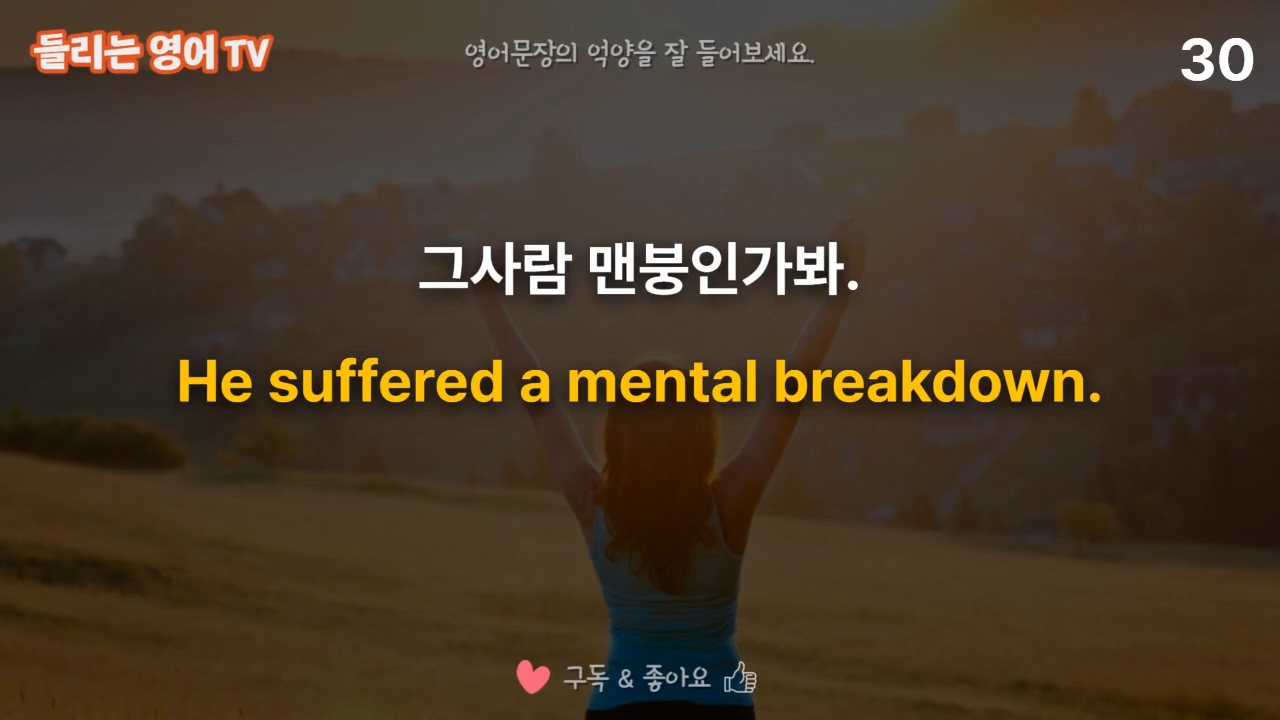 들리는 영어 TV
영어문장의 억양을 잘 들어보세요.
30
그사람 맨붕인가봐.
He suffered a mental breakdown.
구독 & 좋아요